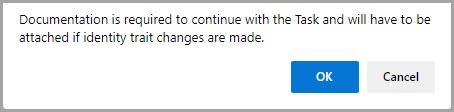 Documentation is required to continue with the Task and will have to be
attached if identity trait changes are made.
OK
Cancel